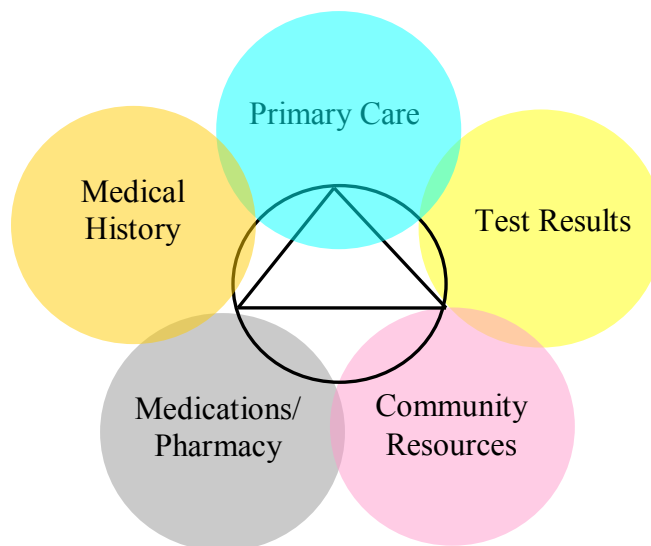 Primary Care
Medical
History
Test Results
Medications/
Pharmacy
Community
Resources